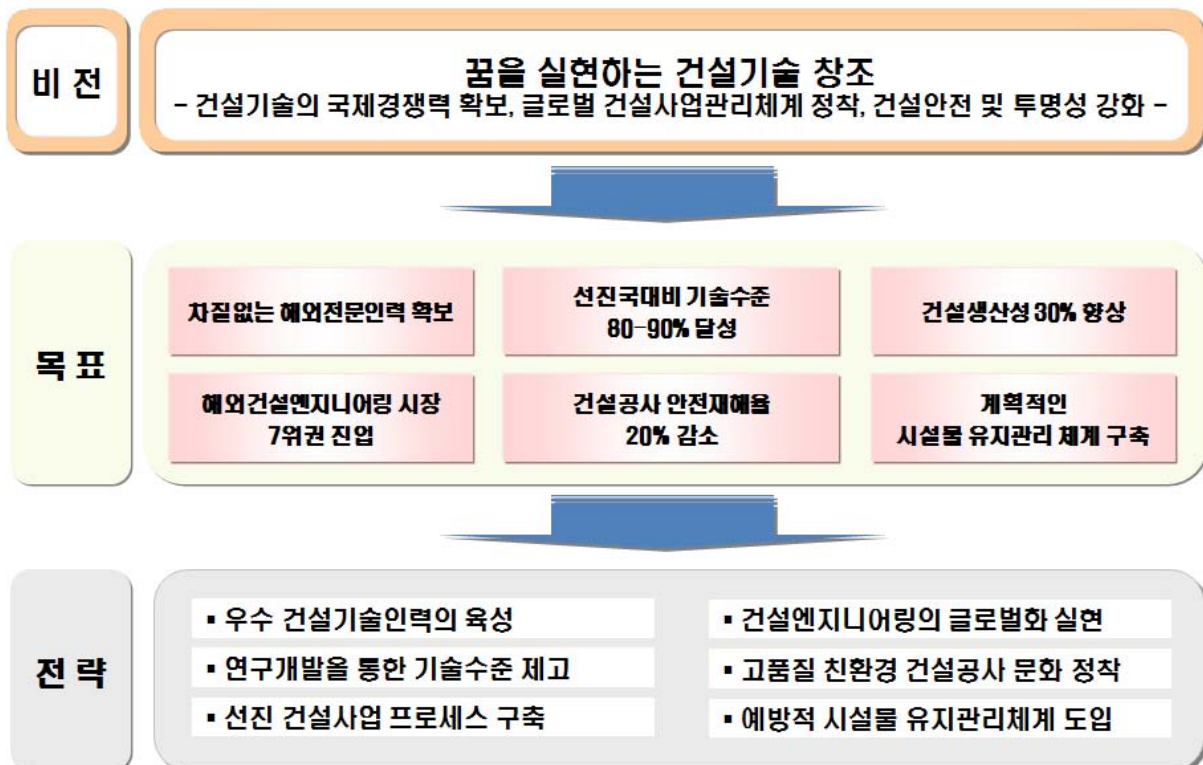 비 전
꿈을 실현하는 건설기술 창조
- 건설기술의 국제경쟁력 확보, 글로벌 건설사업관리체계 정착, 건설안전 및 투명성 강화 -
목 표
차질없는 해외전문인력 확보
선진국대비 기술수준
80-90% 달성
건설생산성 30% 향상
해외건설엔지니어링 시장
7위권 진업
건설공사 안전재해율
20% 감소
계획적인
시설물 유지관리 체계 구축
전 략
▪ 우수 건설기술인력의 육성
▪ 연구개발을 통한 기술수준 제고
▪ 선진 건설사업 프로세스 구축
▪ 건설엔지니어링의 글로벌화 실현
▪ 고품질 친환경 건설공사 문화 정착
▪ 예방적 시설물 유지관리체계 도입